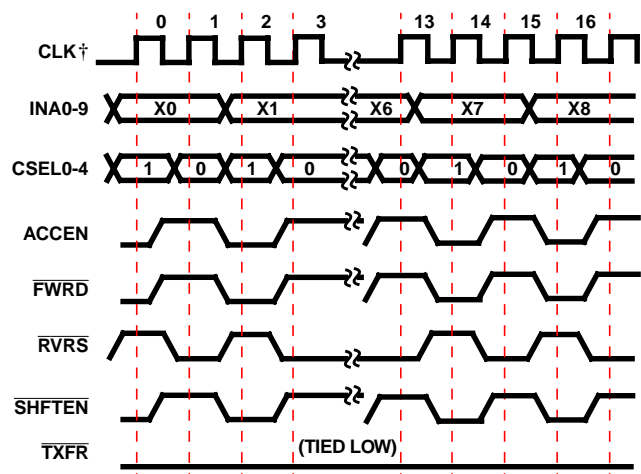 0 1 2 3 13 14 15 16
CLK†
INA0-9 X0 X1 X6 X7 X8
CSEL0-4 1 0 1 0 0 1 0 1 0
ACCEN
FWRD
RVRS
SHFTEN
TXFR (TIED LOW)